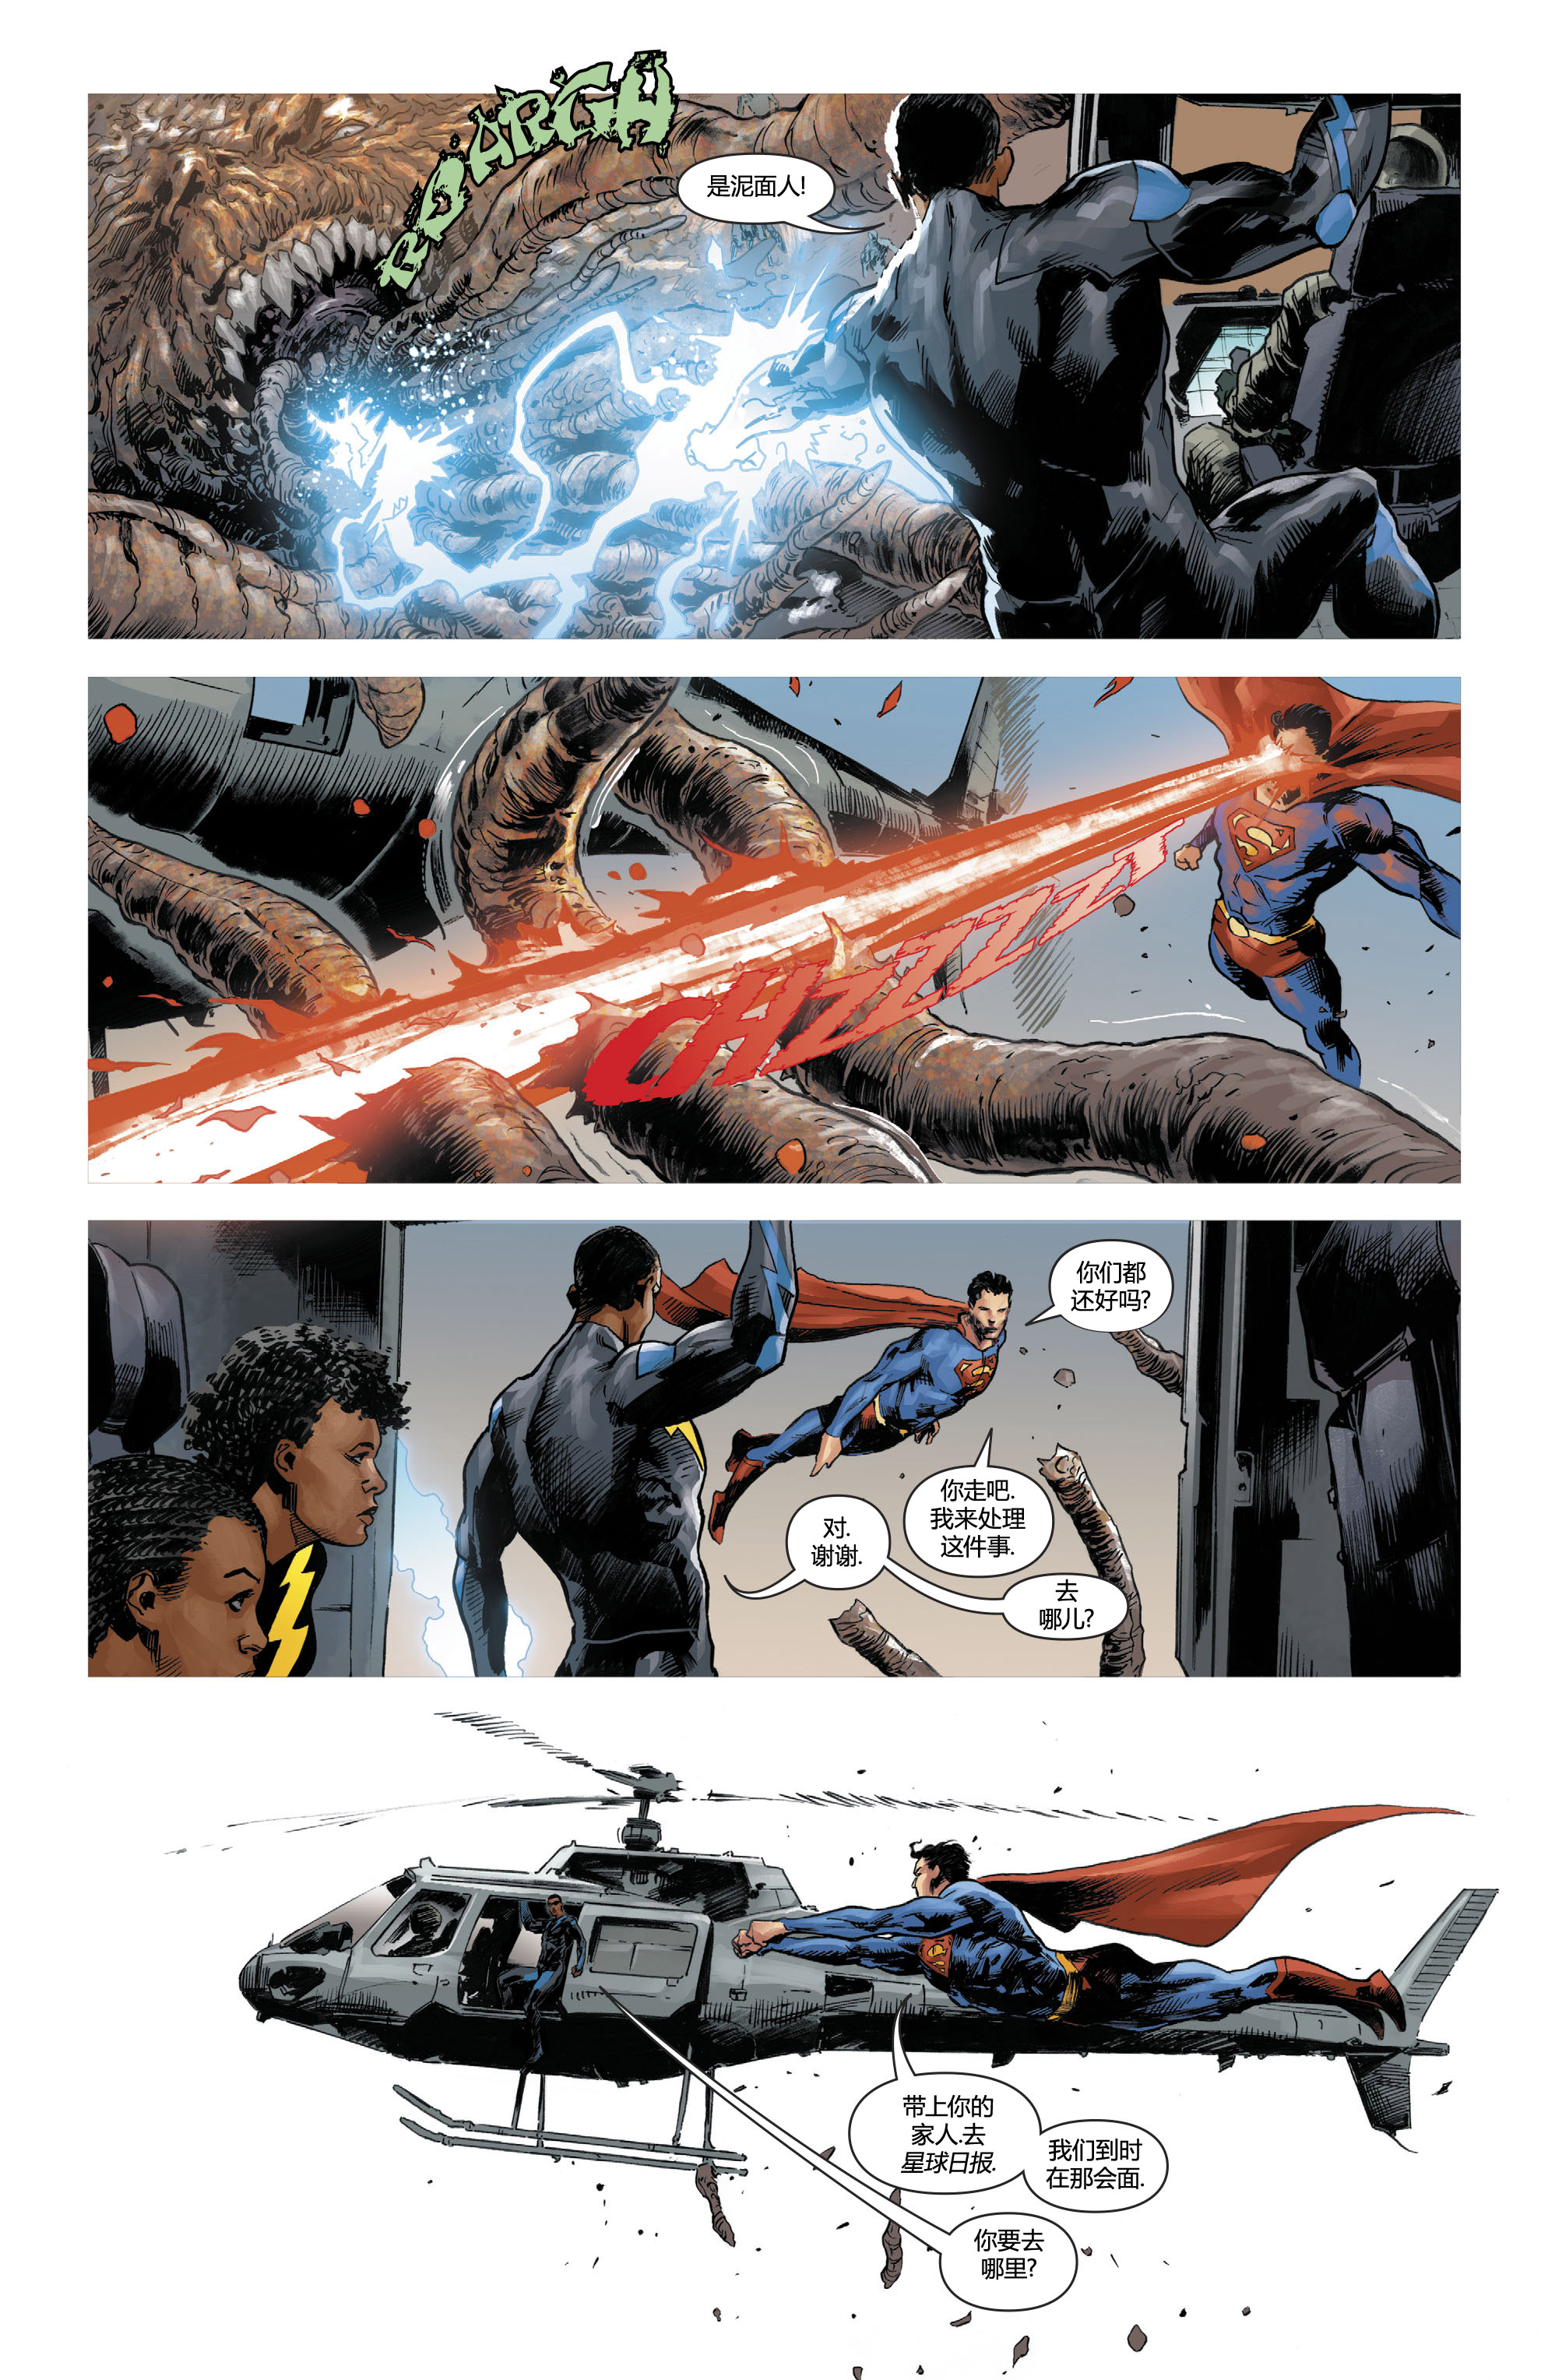 ROARGH
是泥面人!
CHZZZZZT
你们都
还好吗?
你走吧.
我来处理
这件事.
对.
谢谢.
去
哪儿?
带上你的
家人.去
星球日报.
我们到时
在那会面.
你要去
哪里?